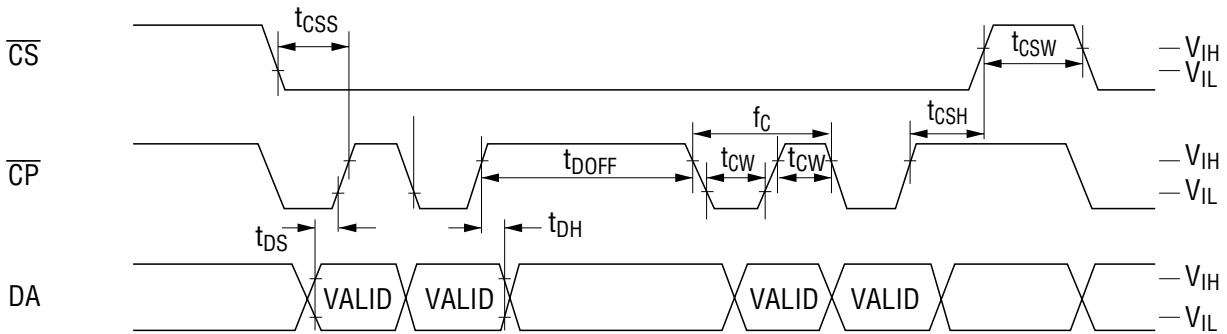 CS
tCSS
tCSW
VIH
VIL
tCSH
fC
CP
tDOFF
tCW
tCW
VIH
VIL
tDS
tDH
DA
VALID
VALID
VALID
VALID
VIH
VIL